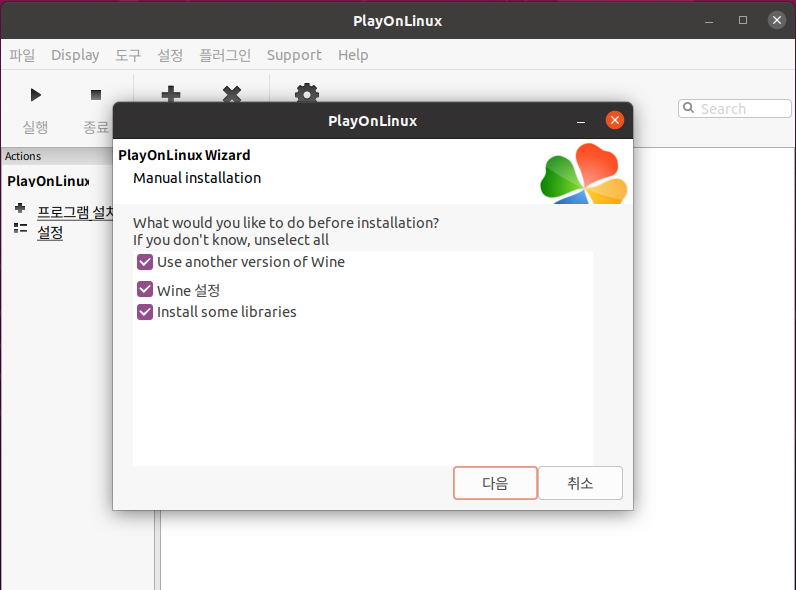 PlayOnLinux
파일 Display 도구 설정 플러그인 Support Help
실행 종료
Search
Actions
PlayOnLinux
프로그램 설치
설정
PlayOnLinux
PlayOnLinux Wizard
Manual installation
What would you like to do before installation?
If you don't know, unselect all
Use another version of Wine
Wine 설정
Install some libraries
다음 취소